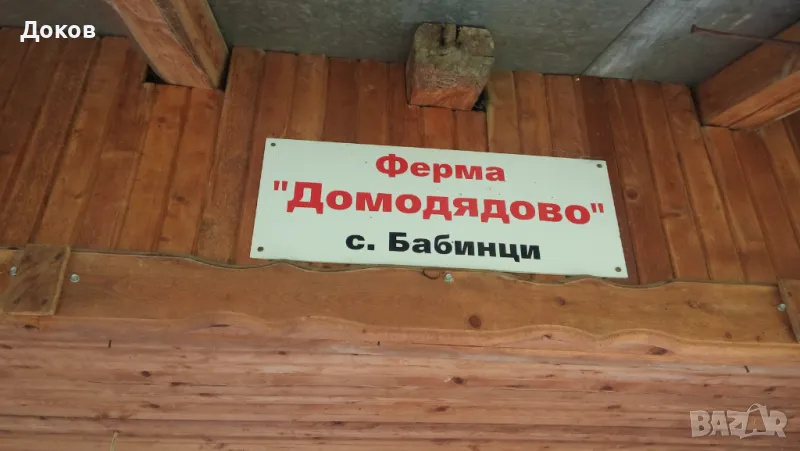 Доков
Ферма
"Домодядово"
с. Бабинци
BAZAR